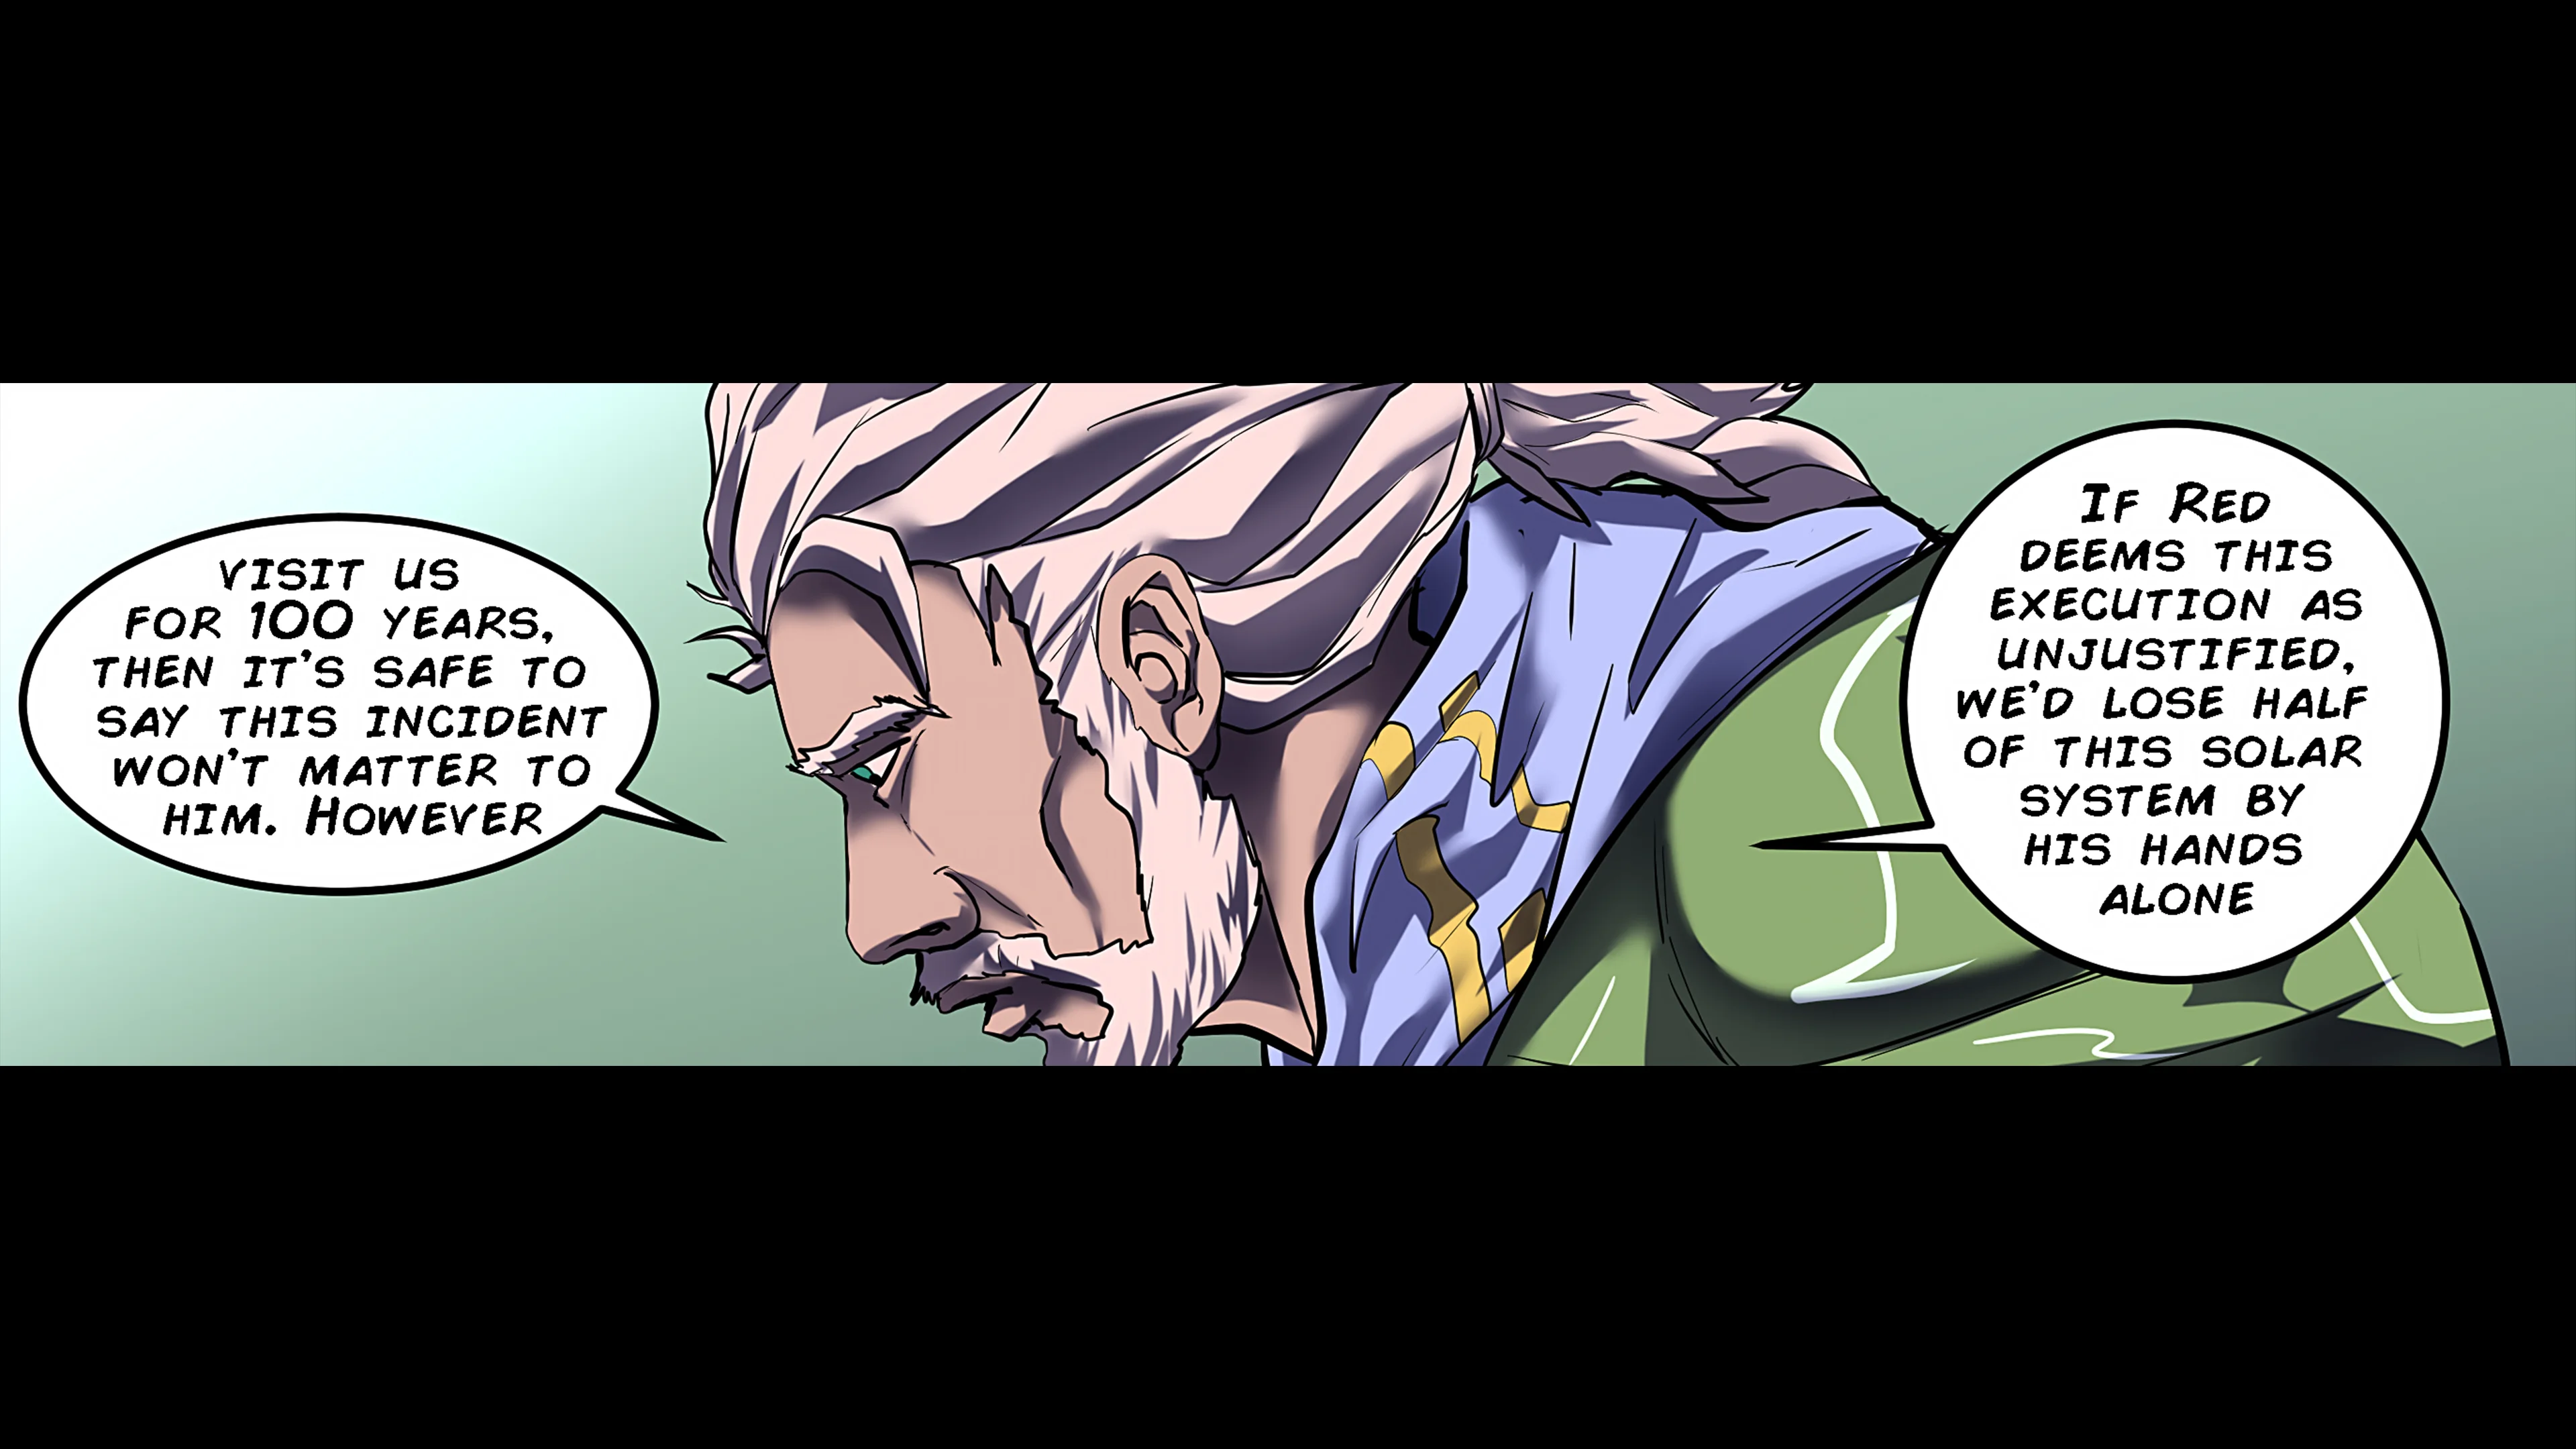 VISIT US
FOR 100 YEARS,
THEN IT'S SAFE TO
SAY THIS INCIDENT
WON'T MATTER TO
HIM. HOWEVER
IF RED
DEEMS THIS
EXECUTION AS
UNJUSTIFIED,
WE'D LOSE HALF
OF THIS SOLAR
SYSTEM BY
HIS HANDS
ALONE